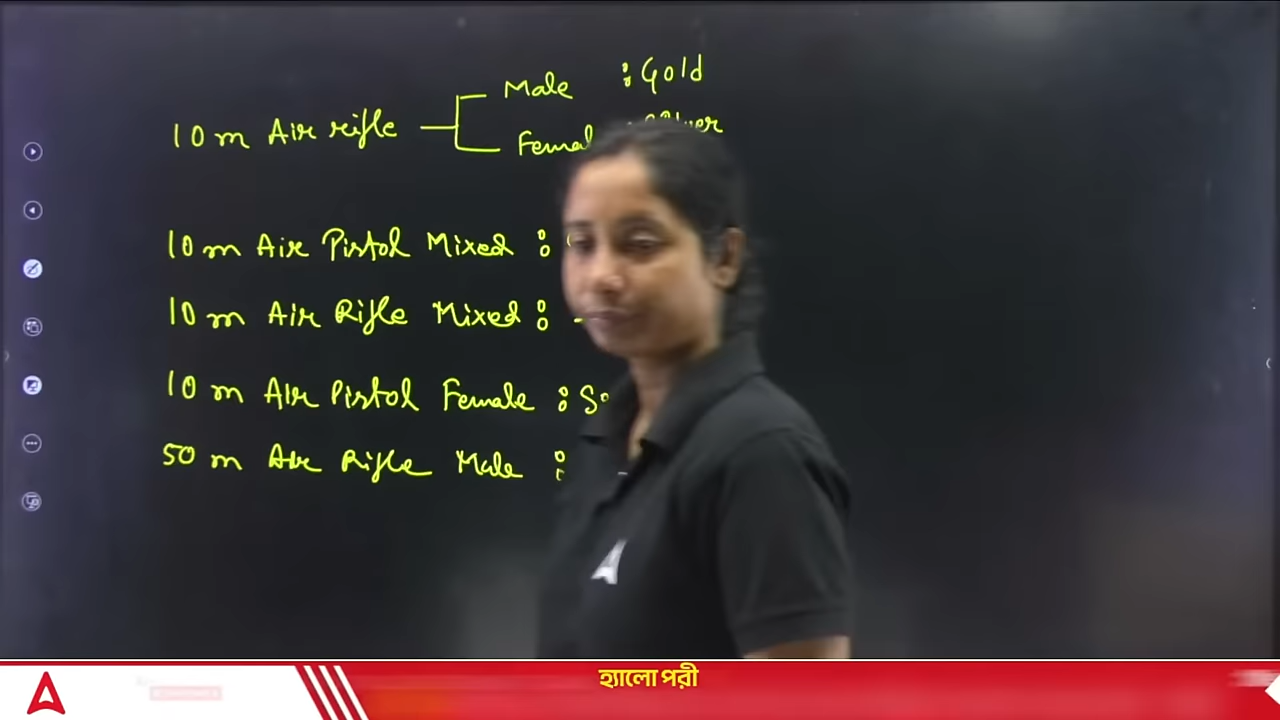 Male : Gold
10 m Air rifle
Femal
10 m Air Pistol Mixed :
10 m Air Rifle Mixed :
10 m Air Pistol Female :
50 m Air Rifle Male :
হ্যালো পরী